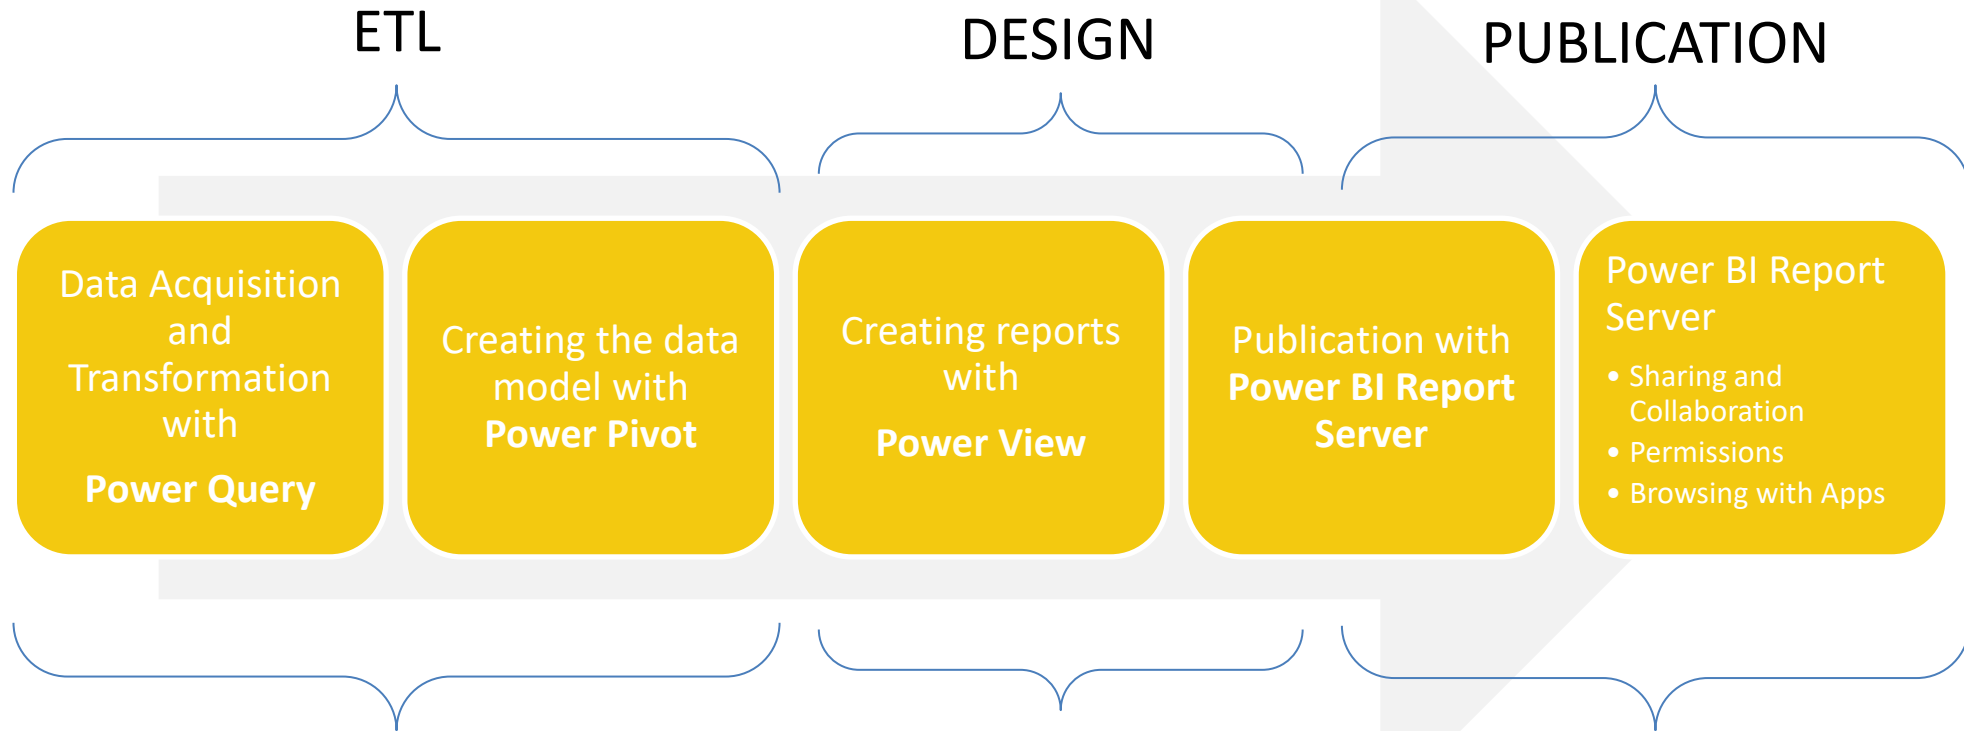 ETL
DESIGN
PUBLICATION
Data Acquisition
and
Transformation
with
Power Query
Creating the data
model with
Power Pivot
Creating reports
with
Power View
Publication with
Power BI Report
Server
Power BI Report
Server
• Sharing and
Collaboration
• Permissions
• Browsing with Apps